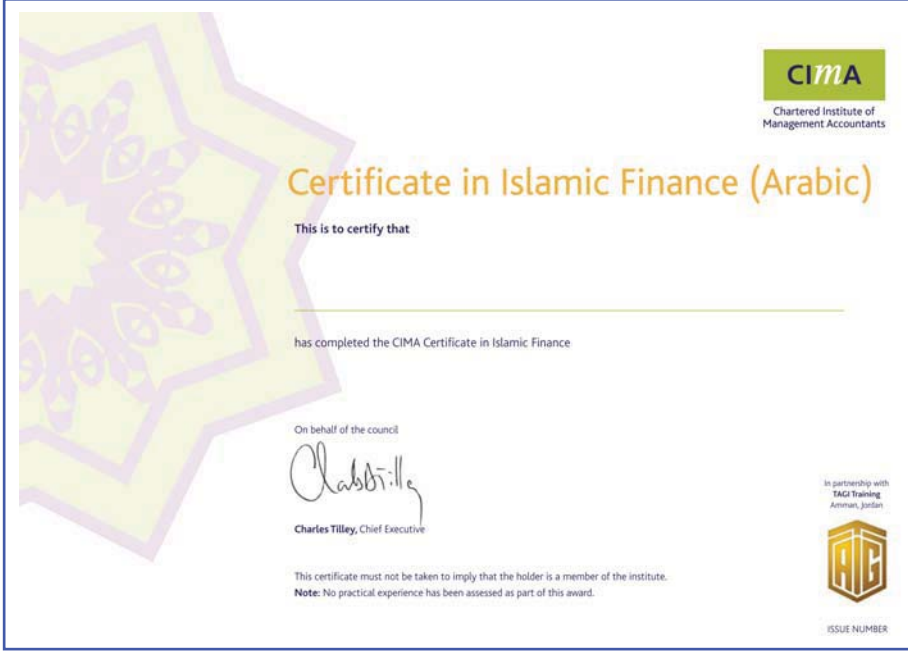 CIMA
Chartered Institute of
Management Accountants
Certificate in Islamic Finance (Arabic)
This is to certify that
has completed the CIMA Certificate in Islamic Finance
On behalf of the council
Charles Tilley, Chief Executive
In partnership with
TAGI Training
Amman, Jordan
This certificate must not be taken to imply that the holder is a member of the institute.
Note: No practical experience has been assessed as part of this award.
ISSUE NUMBER